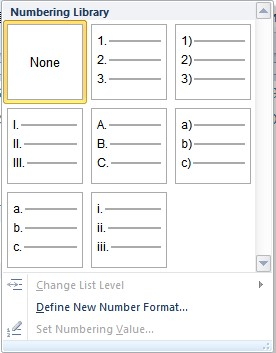 Numbering Library
None
1.
2.
3.
1)
2)
3)
I.
II.
III.
A.
B.
C.
a)
b)
c)
a.
b.
c.
i.
ii.
iii.
Change List Level
Define New Number Format...
Set Numbering Value...